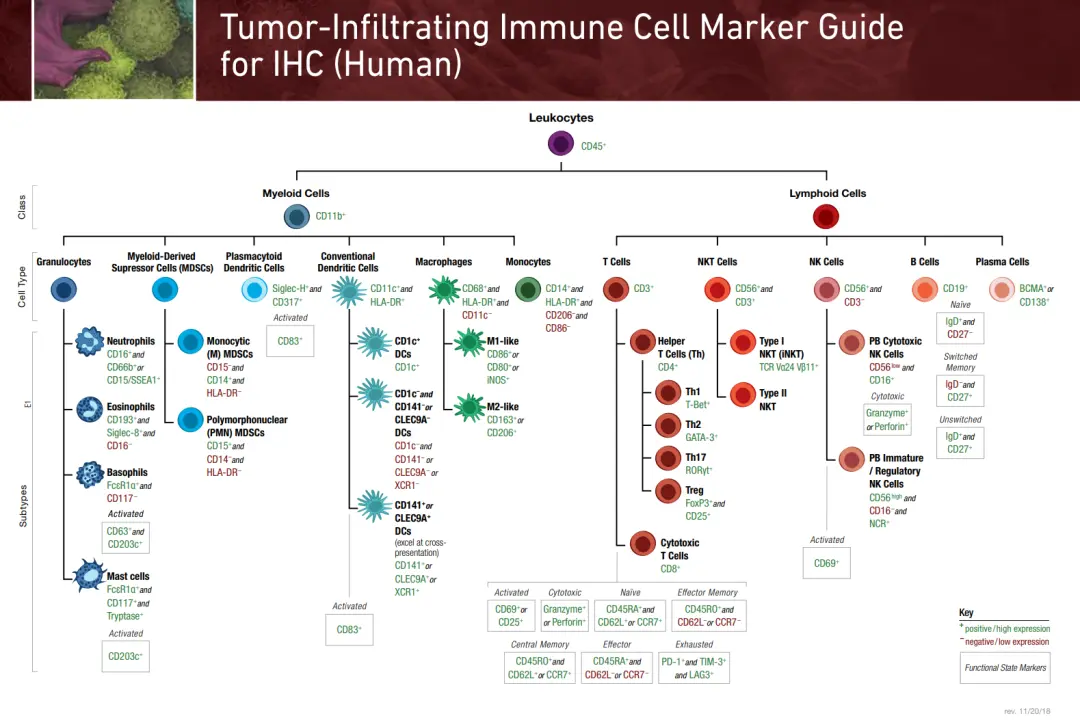 Tumor-Infiltrating Immune Cell Marker Guide
for IHC (Human)
Leukocytes
CD45⁺
Class
Myeloid Cells
CD11b⁺
Lymphoid Cells
Cell Type
Granulocytes
Myeloid-Derived
Supressor Cells (MDSCs)
Plasmacytoid
Dendritic Cells
Siglec-H⁺ and
CD317⁺
Activated
CD83⁺
Conventional
Dendritic Cells
CD11c⁺ and
HLA-DR⁺
Macrophages
CD68⁺ and
HLA-DR⁺ and
CD11c⁻
Monocytes
CD14⁺ and
HLA-DR⁺ and
CD206⁻ and
CD86⁻
T Cells
CD3⁺
NKT Cells
CD56⁺ and
CD3⁺
NK Cells
CD56⁺ and
CD3⁻
B Cells
CD19⁺
Naïve
IgD⁺ and
CD27⁻
Switched
Memory
IgD⁻ and
CD27⁺
Unswitched
IgD⁺ and
CD27⁺
Plasma Cells
BCMA⁺ or
CD138⁺
E1
Subtypes
Neutrophils
CD16⁺ and
CD66b⁺ or
CD15/SSEA1⁺
Eosinophils
CD193⁺ and
Siglec-8⁺ and
CD16⁻
Basophils
FcεR1α⁺ and
CD117⁻
Activated
CD63⁺ and
CD203c⁺
Mast cells
FcεR1α⁺ and
CD117⁺ and
Tryptase⁺
Activated
CD203c⁺
Monocytic
(M) MDSCs
CD15⁻ and
CD14⁺ and
HLA-DR⁻
Polymorphonuclear
(PMN) MDSCs
CD15⁺ and
CD14⁻ and
HLA-DR⁻
CD1c⁺
DCs
CD1c⁺
CD1c⁻ and
CD141⁻ or
CLEC9A⁻
DCs
CD1c⁻ and
CD141⁻ or
CLEC9A⁻ or
XCR1⁻
CD141⁺ or
CLEC9A⁺
DCs
(excel at cross-
presentation)
CD141⁺ or
CLEC9A⁺ or
XCR1⁺
Activated
CD83⁺
M1-like
CD86⁺ or
CD80⁺ or
iNOS⁺
M2-like
CD163⁺ or
CD206⁺
Helper
T Cells (Th)
CD4⁺
Th1
T-Bet⁺
Th2
GATA-3⁺
Th17
RORγt⁺
Treg
FoxP3⁺ and
CD25⁺
Cytotoxic
T Cells
CD8⁺
Activated
CD69⁺ or
CD25⁺
Cytotoxic
Granzyme⁺
or Perforin⁺
Naïve
CD45RA⁺ and
CD62L⁺ or CCR7⁺
Effector Memory
CD45RO⁺ and
CD62L⁻ or CCR7⁻
Central Memory
CD45RO⁺ and
CD62L⁺ or CCR7⁺
Effector
CD45RA⁺ and
CD62L⁻ or CCR7⁻
Exhausted
PD-1⁺ and TIM-3⁺
and LAG3⁺
Type I
NKT (iNKT)
TCR Vα24 Vβ11⁺
Type II
NKT
PB Cytotoxic
NK Cells
CD56ˡᵒʷ and
CD16⁺
Cytotoxic
Granzyme⁺
or Perforin⁺
PB Immature
/ Regulatory
NK Cells
CD56ʰⁱᵍʰ and
CD16⁻ and
NCR⁺
Activated
CD69⁺
Key
⁺ positive/high expression
⁻ negative/low expression
Functional State Markers
rev. 11/20/18